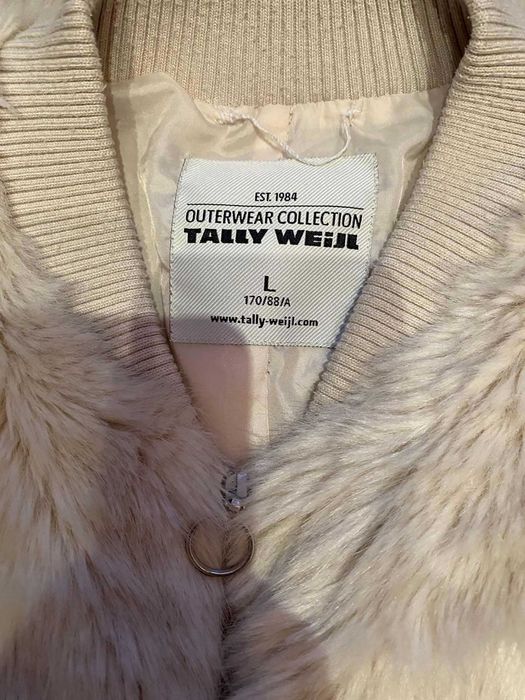 EST. 1984
OUTERWEAR COLLECTION
TALLY WEiJL
L
170/88/A
www.tally-weijl.com